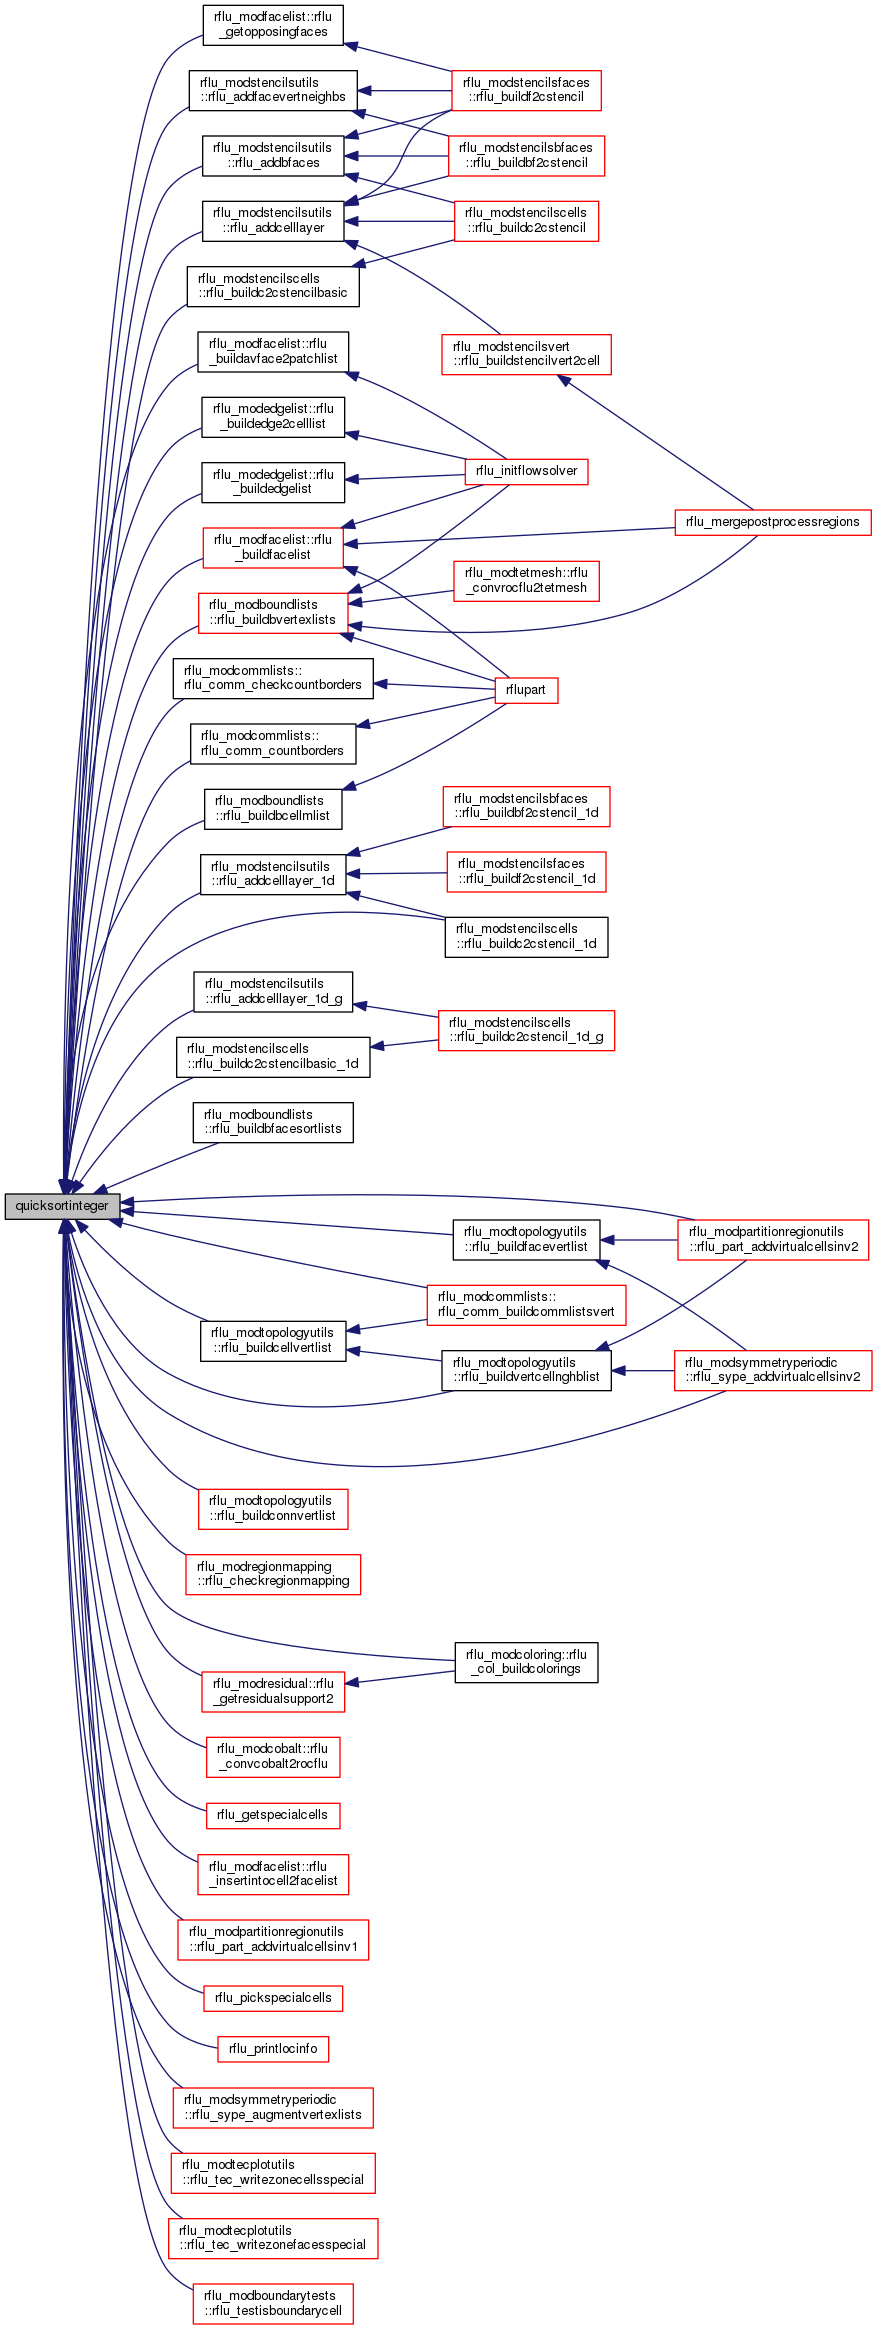 rflu_modfacelist::rflu
_getopposingfaces
rflu_modstencilsutils
::rflu_addfacevertneighbs
rflu_modstencilsfaces
::rflu_buildf2cstencil
rflu_modstencilsutils
::rflu_addbfaces
rflu_modstencilsbfaces
::rflu_buildbf2cstencil
rflu_modstencilsutils
::rflu_addcelllayer
rflu_modstencilscells
::rflu_buildc2cstencil
rflu_modstencilscells
::rflu_buildc2cstencilbasic
rflu_modfacelist::rflu
_buildavface2patchlist
rflu_modstencilsvert
::rflu_buildstencilvert2cell
rflu_modedgelist::rflu
_buildedge2celllist
rflu_modedgelist::rflu
_buildedgelist
rflu_initflowsolver
rflu_modfacelist::rflu
_buildfacelist
rflu_mergepostprocessregions
rflu_modtetmesh::rflu
_convrocflu2tetmesh
rflu_modboundlists
::rflu_buildbvertexlists
rflu_modcommlists::
rflu_comm_checkcountborders
rflupart
rflu_modcommlists::
rflu_comm_countborders
rflu_modboundlists
::rflu_buildbcellmlist
rflu_modstencilsbfaces
::rflu_buildbf2cstencil_1d
rflu_modstencilsutils
::rflu_addcelllayer_1d
rflu_modstencilsfaces
::rflu_buildf2cstencil_1d
rflu_modstencilscells
::rflu_buildc2cstencil_1d
rflu_modstencilsutils
::rflu_addcelllayer_1d_g
rflu_modstencilscells
::rflu_buildc2cstencil_1d_g
rflu_modstencilscells
::rflu_buildc2cstencilbasic_1d
rflu_modboundlists
::rflu_buildbfacesortlists
quicksortinteger
rflu_modtopologyutils
::rflu_buildfacevertlist
rflu_modpartitionregionutils
::rflu_part_addvirtualcellsinv2
rflu_modcommlists::
rflu_comm_buildcommlistsvert
rflu_modtopologyutils
::rflu_buildcellvertlist
rflu_modtopologyutils
::rflu_buildvertcellnghblist
rflu_modsymmetryperiodic
::rflu_sype_addvirtualcellsinv2
rflu_modtopologyutils
::rflu_buildconnvertlist
rflu_modregionmapping
::rflu_checkregionmapping
rflu_modcoloring::rflu
_col_buildcolorings
rflu_modresidual::rflu
_getresidualsupport2
rflu_modcobalt::rflu
_convcobalt2rocflu
rflu_getspecialcells
rflu_modfacelist::rflu
_insertintocell2facelist
rflu_modpartitionregionutils
::rflu_part_addvirtualcellsinv1
rflu_pickspecialcells
rflu_printlocinfo
rflu_modsymmetryperiodic
::rflu_sype_augmentvertexlists
rflu_modtecplotutils
::rflu_tec_writezonecellsspecial
rflu_modtecplotutils
::rflu_tec_writezonefacesspecial
rflu_modboundarytests
::rflu_testisboundarycell